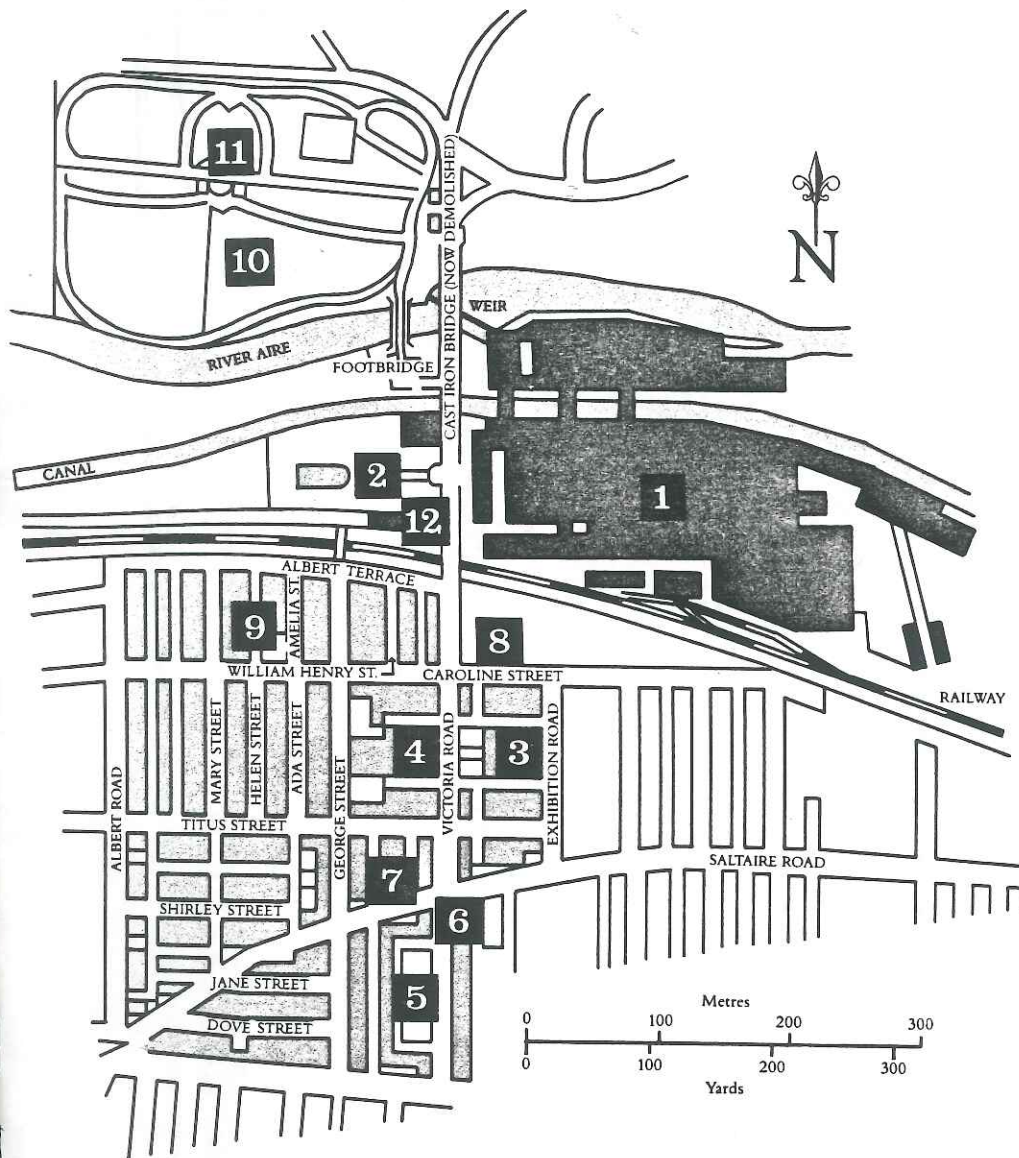 11
10
N
CAST IRON BRIDGE (NOW DEMOLISHED)
WEIR
RIVER AIRE
FOOTBRIDGE
CANAL
2
1
12
ALBERT TERRACE
AMELIA ST.
9
8
WILLIAM HENRY ST.
CAROLINE STREET
RAILWAY
MARY STREET
HELEN STREET
ADA STREET
4
3
VICTORIA ROAD
EXHIBITION ROAD
ALBERT ROAD
GEORGE STREET
TITUS STREET
SALTAIRE ROAD
7
SHIRLEY STREET
6
JANE STREET
5
DOVE STREET
Metres
0 100 200 300
0 100 200 300
Yards